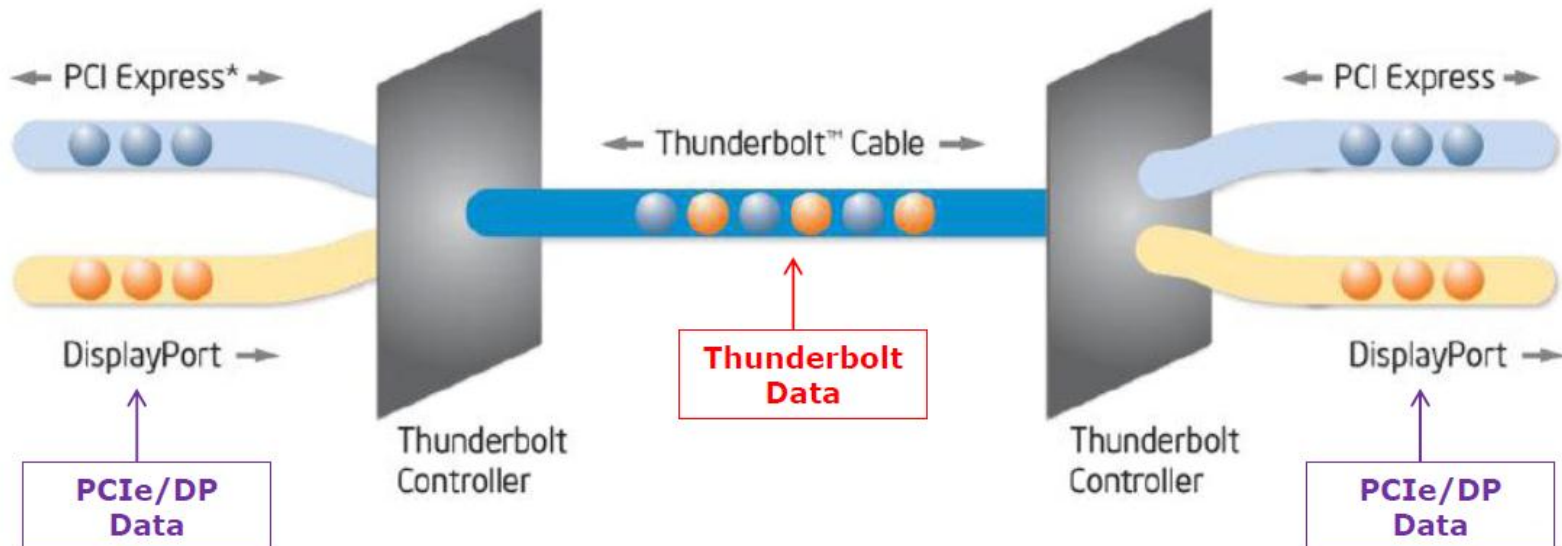 PCI Express*
PCI Express
Thunderbolt™ Cable
DisplayPort
Thunderbolt
Data
DisplayPort
Thunderbolt
Controller
Thunderbolt
Controller
PCIe/DP
Data
PCIe/DP
Data